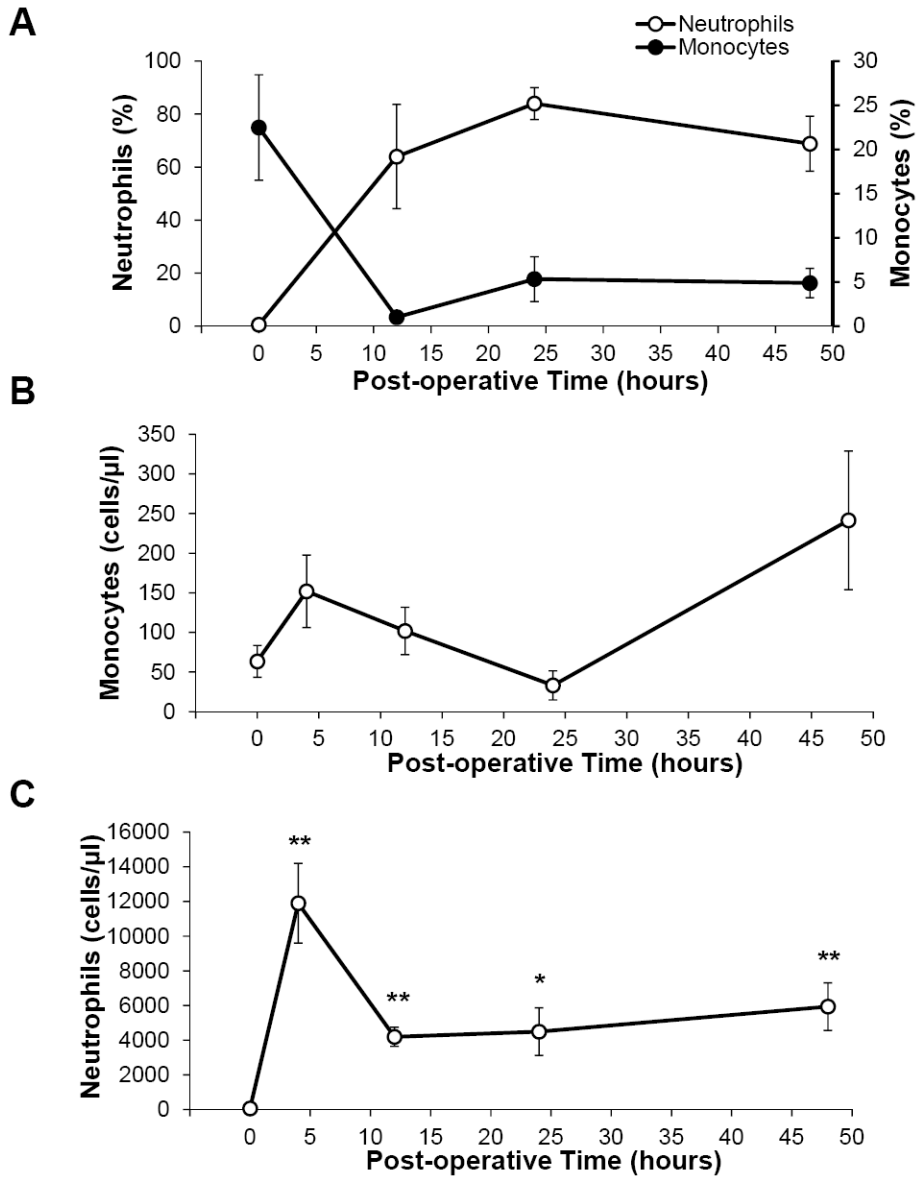 A
Neutrophils
Monocytes
100
80
60
40
20
0
Neutrophils (%)
30
25
20
15
10
5
0
Monocytes (%)
0 5 10 15 20 25 30 35 40 45 50
Post-operative Time (hours)
B
350
300
250
200
150
100
50
0
Monocytes (cells/µl)
0 5 10 15 20 25 30 35 40 45 50
Post-operative Time (hours)
C
16000
14000
12000
10000
8000
6000
4000
2000
0
Neutrophils (cells/µl)
**
**
*
**
0 5 10 15 20 25 30 35 40 45 50
Post-operative Time (hours)